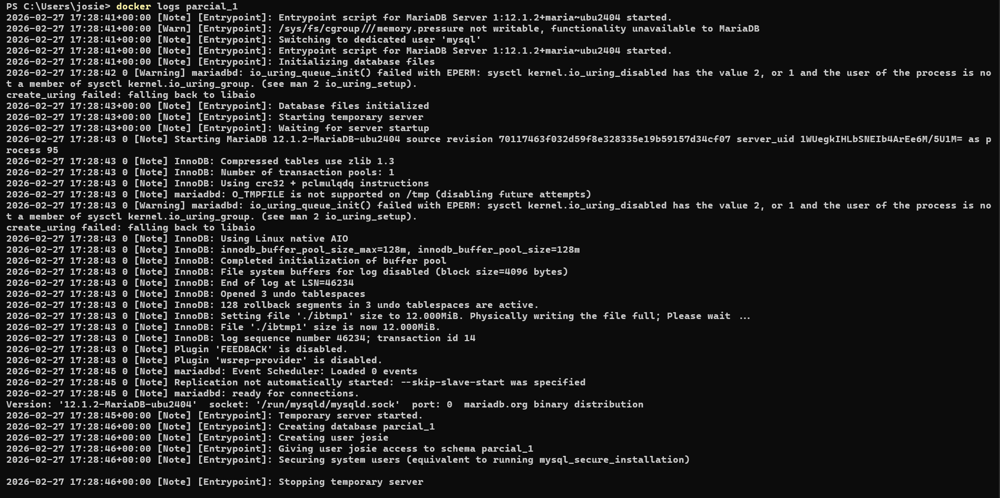 PS C:\Users\josie> docker logs parcial_1
2026-02-27 17:28:41+00:00 [Note] [Entrypoint]: Entrypoint script for MariaDB Server 1:12.1.2+maria~ubu2404 started.
2026-02-27 17:28:41+00:00 [Warn] [Entrypoint]: /sys/fs/cgroup///memory.pressure not writable, functionality unavailable to MariaDB
2026-02-27 17:28:41+00:00 [Note] [Entrypoint]: Switching to dedicated user 'mysql'
2026-02-27 17:28:41+00:00 [Note] [Entrypoint]: Entrypoint script for MariaDB Server 1:12.1.2+maria~ubu2404 started.
2026-02-27 17:28:41+00:00 [Note] [Entrypoint]: Initializing database files
2026-02-27 17:28:42 0 [Warning] mariadbd: io_uring_queue_init() failed with EPERM: sysctl kernel.io_uring_disabled has the value 2, or 1 and the user of the process is no
t a member of sysctl kernel.io_uring_group. (see man 2 io_uring_setup).
create_uring failed: falling back to libaio
2026-02-27 17:28:43+00:00 [Note] [Entrypoint]: Database files initialized
2026-02-27 17:28:43+00:00 [Note] [Entrypoint]: Starting temporary server
2026-02-27 17:28:43+00:00 [Note] [Entrypoint]: Waiting for server startup
2026-02-27 17:28:43 0 [Note] Starting MariaDB 12.1.2-MariaDB-ubu2404 source revision 70117463f032d59f8e328335e19b59157d34cf07 server_uid 1WUegkIHLbSNEIb4ArEe6M/5U1M= as p
rocess 95
2026-02-27 17:28:43 0 [Note] InnoDB: Compressed tables use zlib 1.3
2026-02-27 17:28:43 0 [Note] InnoDB: Number of transaction pools: 1
2026-02-27 17:28:43 0 [Note] InnoDB: Using crc32 + pclmulqdq instructions
2026-02-27 17:28:43 0 [Note] mariadbd: O_TMPFILE is not supported on /tmp (disabling future attempts)
2026-02-27 17:28:43 0 [Warning] mariadbd: io_uring_queue_init() failed with EPERM: sysctl kernel.io_uring_disabled has the value 2, or 1 and the user of the process is no
t a member of sysctl kernel.io_uring_group. (see man 2 io_uring_setup).
create_uring failed: falling back to libaio
2026-02-27 17:28:43 0 [Note] InnoDB: Using Linux native AIO
2026-02-27 17:28:43 0 [Note] InnoDB: innodb_buffer_pool_size_max=128m, innodb_buffer_pool_size=128m
2026-02-27 17:28:43 0 [Note] InnoDB: Completed initialization of buffer pool
2026-02-27 17:28:43 0 [Note] InnoDB: File system buffers for log disabled (block size=4096 bytes)
2026-02-27 17:28:43 0 [Note] InnoDB: End of log at LSN=46234
2026-02-27 17:28:43 0 [Note] InnoDB: Opened 3 undo tablespaces
2026-02-27 17:28:43 0 [Note] InnoDB: 128 rollback segments in 3 undo tablespaces are active.
2026-02-27 17:28:43 0 [Note] InnoDB: Setting file './ibtmp1' size to 12.000MiB. Physically writing the file full; Please wait ...
2026-02-27 17:28:43 0 [Note] InnoDB: File './ibtmp1' size is now 12.000MiB.
2026-02-27 17:28:43 0 [Note] InnoDB: log sequence number 46234; transaction id 14
2026-02-27 17:28:43 0 [Note] Plugin 'FEEDBACK' is disabled.
2026-02-27 17:28:43 0 [Note] Plugin 'wsrep-provider' is disabled.
2026-02-27 17:28:45 0 [Note] mariadbd: Event Scheduler: Loaded 0 events
2026-02-27 17:28:45 0 [Note] Replication not automatically started: --skip-slave-start was specified
2026-02-27 17:28:45 0 [Note] mariadbd: ready for connections.
Version: '12.1.2-MariaDB-ubu2404'  socket: '/run/mysqld/mysqld.sock'  port: 0  mariadb.org binary distribution
2026-02-27 17:28:45+00:00 [Note] [Entrypoint]: Temporary server started.
2026-02-27 17:28:46+00:00 [Note] [Entrypoint]: Creating database parcial_1
2026-02-27 17:28:46+00:00 [Note] [Entrypoint]: Creating user josie
2026-02-27 17:28:46+00:00 [Note] [Entrypoint]: Giving user josie access to schema parcial_1
2026-02-27 17:28:46+00:00 [Note] [Entrypoint]: Securing system users (equivalent to running mysql_secure_installation)
2026-02-27 17:28:46+00:00 [Note] [Entrypoint]: Stopping temporary server